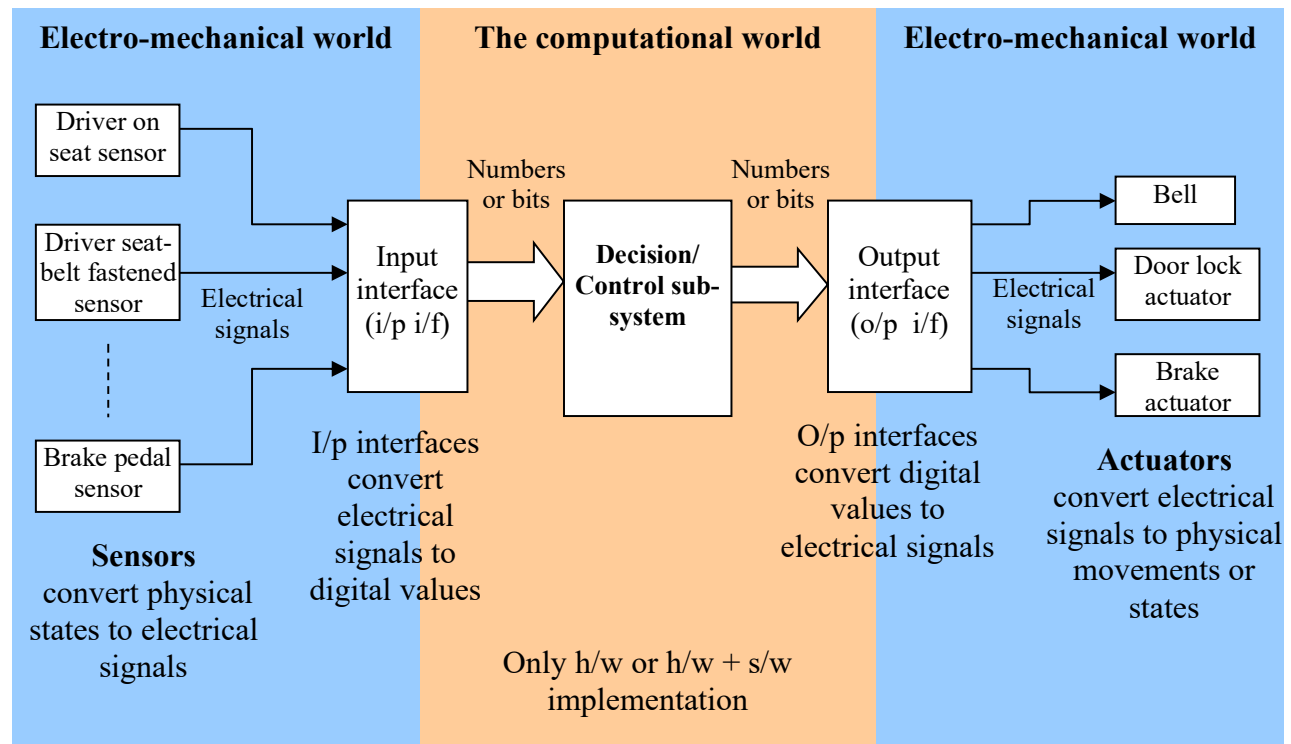 Electro-mechanical world
The computational world
Electro-mechanical world
Driver on
seat sensor
Driver seat-
belt fastened
sensor
Brake pedal
sensor
Electrical
signals
Input
interface
(i/p i/f)
Numbers
or bits
Decision/
Control sub-
system
Numbers
or bits
Output
interface
(o/p i/f)
Electrical
signals
Bell
Door lock
actuator
Brake
actuator
Sensors
convert physical
states to electrical
signals
I/p interfaces
convert
electrical
signals to
digital values
O/p interfaces
convert digital
values to
electrical signals
Actuators
convert electrical
signals to physical
movements or
states
Only h/w or h/w + s/w
implementation